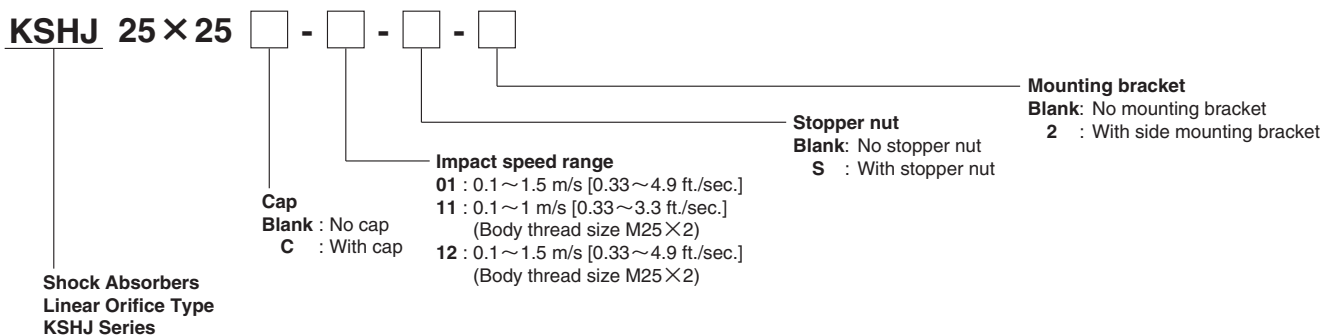 KSHJ 25×25 □ - □ - □ - □
Mounting bracket
Blank: No mounting bracket
2 : With side mounting bracket
Stopper nut
Blank: No stopper nut
S : With stopper nut
Impact speed range
01 : 0.1～1.5 m/s [0.33～4.9 ft./sec.]
11 : 0.1～1 m/s [0.33～3.3 ft./sec.]
(Body thread size M25×2)
12 : 0.1～1.5 m/s [0.33～4.9 ft./sec.]
(Body thread size M25×2)
Cap
Blank : No cap
C : With cap
Shock Absorbers
Linear Orifice Type
KSHJ Series